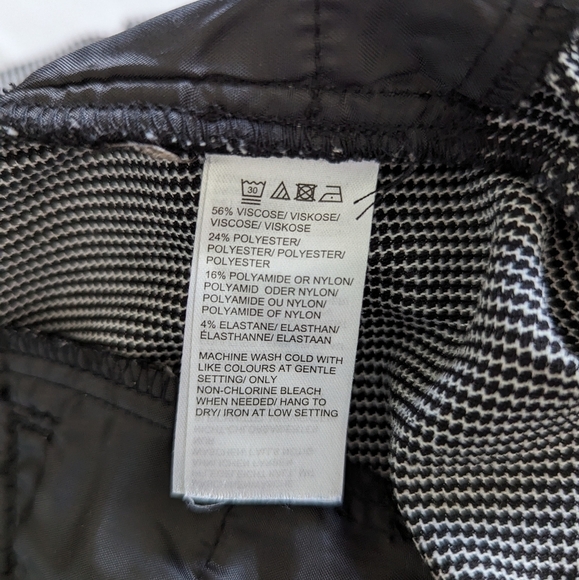 30
56% VISCOSE/ VISKOSE/
VISCOSE/ VISKOSE
24% POLYESTER/
POLYESTER/ POLYESTER/
POLYESTER
16% POLYAMIDE OR NYLON/
POLYAMID  ODER NYLON/
POLYAMIDE OU NYLON/
POLYAMIDE OF NYLON
4% ELASTANE/ ELASTHAN/
ÉLASTHANNE/ ELASTAAN
MACHINE WASH COLD WITH
LIKE COLOURS AT GENTLE
SETTING/ ONLY
NON-CHLORINE BLEACH
WHEN NEEDED/ HANG TO
DRY/ IRON AT LOW SETTING